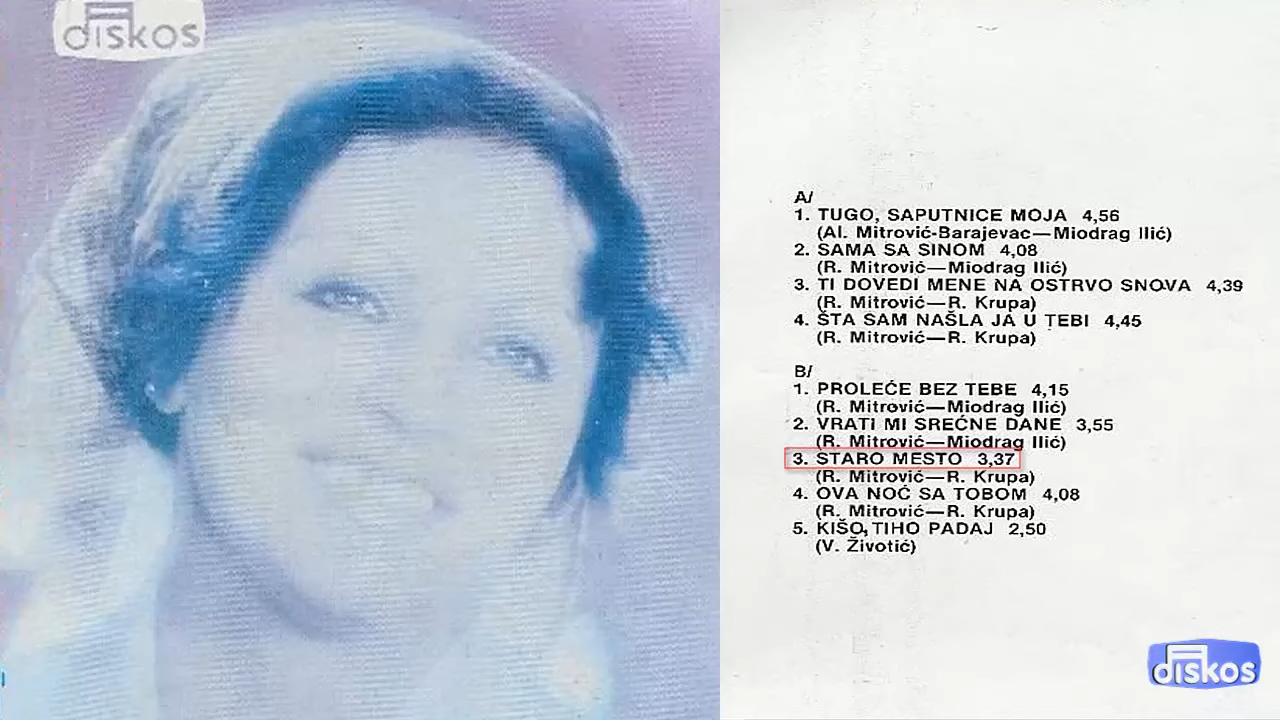 diskos
A/
1. TUGO, SAPUTNICE MOJA 4,56
(Al. Mitrović-Barajevac—Miodrag Ilić)
2. SAMA SA SINOM 4,08
(R. Mitrović—Miodrag Ilić)
3. TI DOVEDI MENE NA OSTRVO SNOVA 4,39
(R. Mitrović—R. Krupa)
4. ŠTA SAM NAŠLA JA U TEBI 4,45
(R. Mitrović—R. Krupa)
B/
1. PROLEĆE BEZ TEBE 4,15
(R. Mitrović—Miodrag Ilić)
2. VRATI MI SREĆNE DANE 3,55
(R. Mitrović—Miodrag Ilić)
3. STARO MESTO 3,37
(R. Mitrović—R. Krupa)
4. OVA NOĆ SA TOBOM 4,08
(R. Mitrović—R. Krupa)
5. KIŠO, TIHO PADAJ 2,50
(V. Životić)
diskos